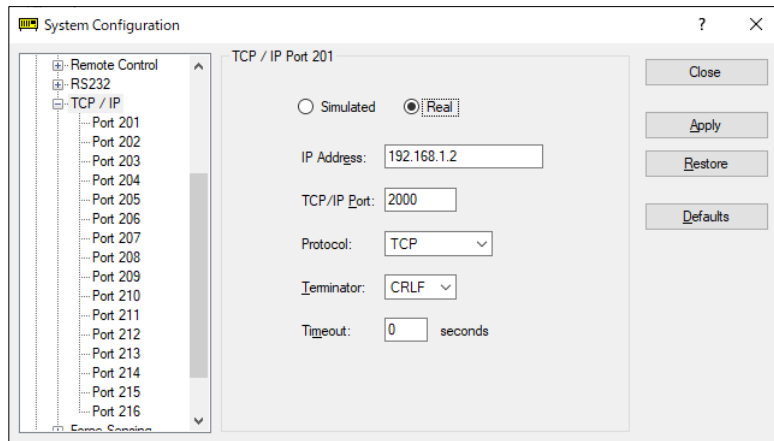 System Configuration
Remote Control
RS232
TCP / IP
Port 201
Port 202
Port 203
Port 204
Port 205
Port 206
Port 207
Port 208
Port 209
Port 210
Port 211
Port 212
Port 213
Port 214
Port 215
Port 216
Force Sensing
TCP / IP Port 201
Simulated Real
IP Address: 192.168.1.2
TCP/IP Port: 2000
Protocol: TCP
Terminator: CRLF
Timeout: 0 seconds
Close
Apply
Restore
Defaults